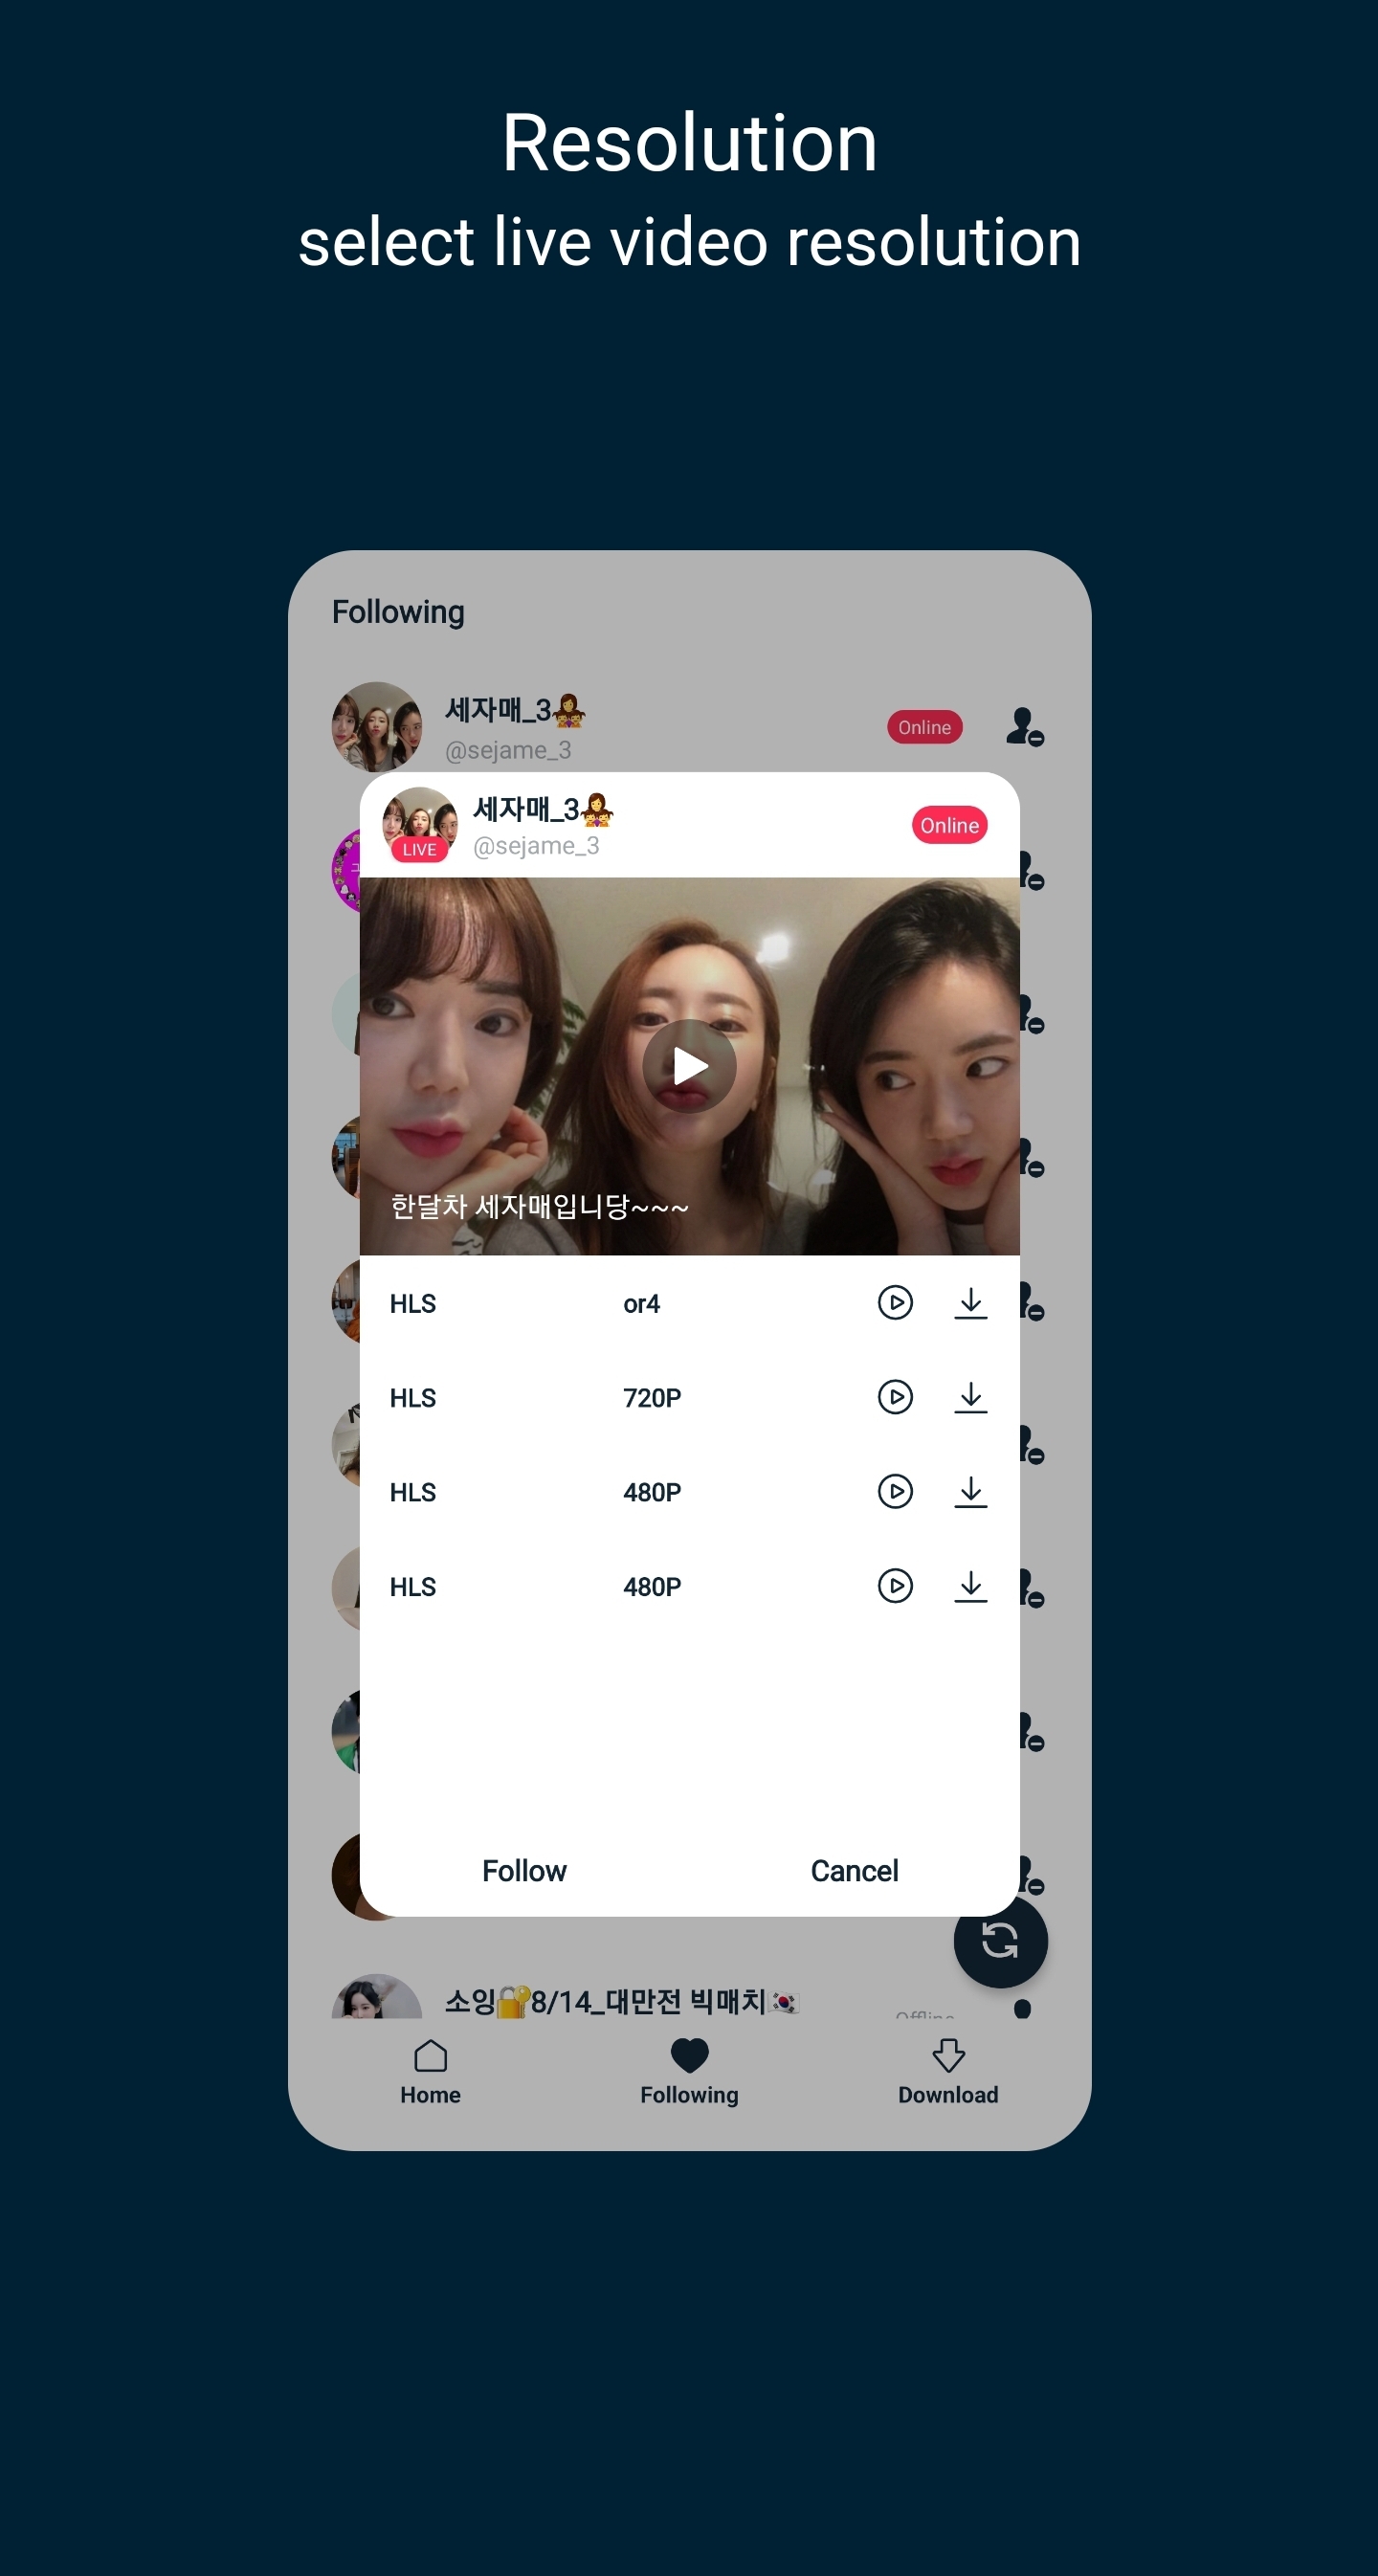 Resolution
select live video resolution
Following
세자매_3
@sejame_3
Online
세자매_3
@sejame_3
LIVE
Online
한달차 세자매입니당~~~
HLS or4
HLS 720P
HLS 480P
HLS 480P
Follow Cancel
소잉🔐8/14_대만전 빅매치🇰🇷
Offline
Home Following Download